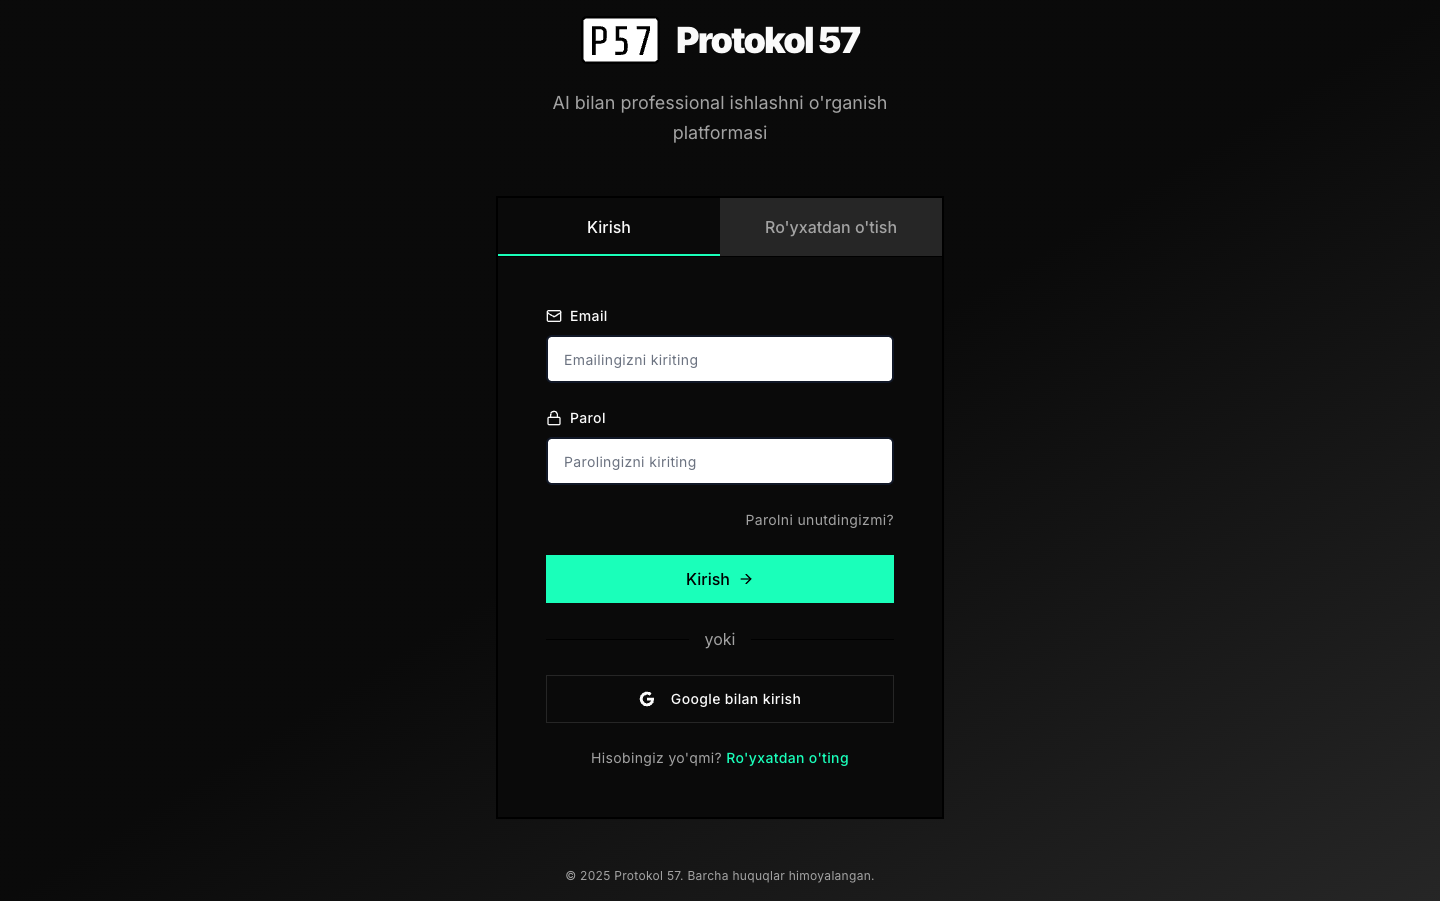 P57 Protokol 57
AI bilan professional ishlashni o'rganish
platformasi
Kirish Ro'yxatdan o'tish
Email
Emailingizni kiriting
Parol
Parolingizni kiriting
Parolni unutdingizmi?
Kirish →
yoki
G Google bilan kirish
Hisobingiz yo'qmi? Ro'yxatdan o'ting
© 2025 Protokol 57. Barcha huquqlar himoyalangan.